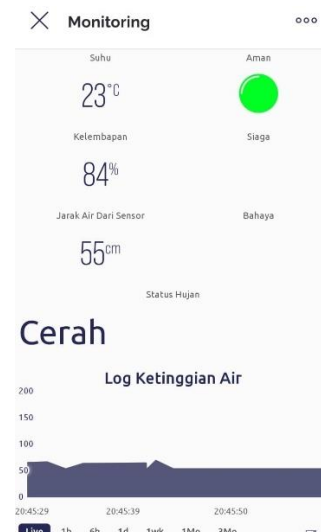 Monitoring
Suhu Aman
23°C
Kelembapan Siaga
84%
Jarak Air Dari Sensor Bahaya
55cm
Status Hujan
Cerah
Log Ketinggian Air
200
150
100
50
0
20:45:29 20:45:39 20:45:50
Live 1h 6h 1d 1wk 1Mo 3Mo